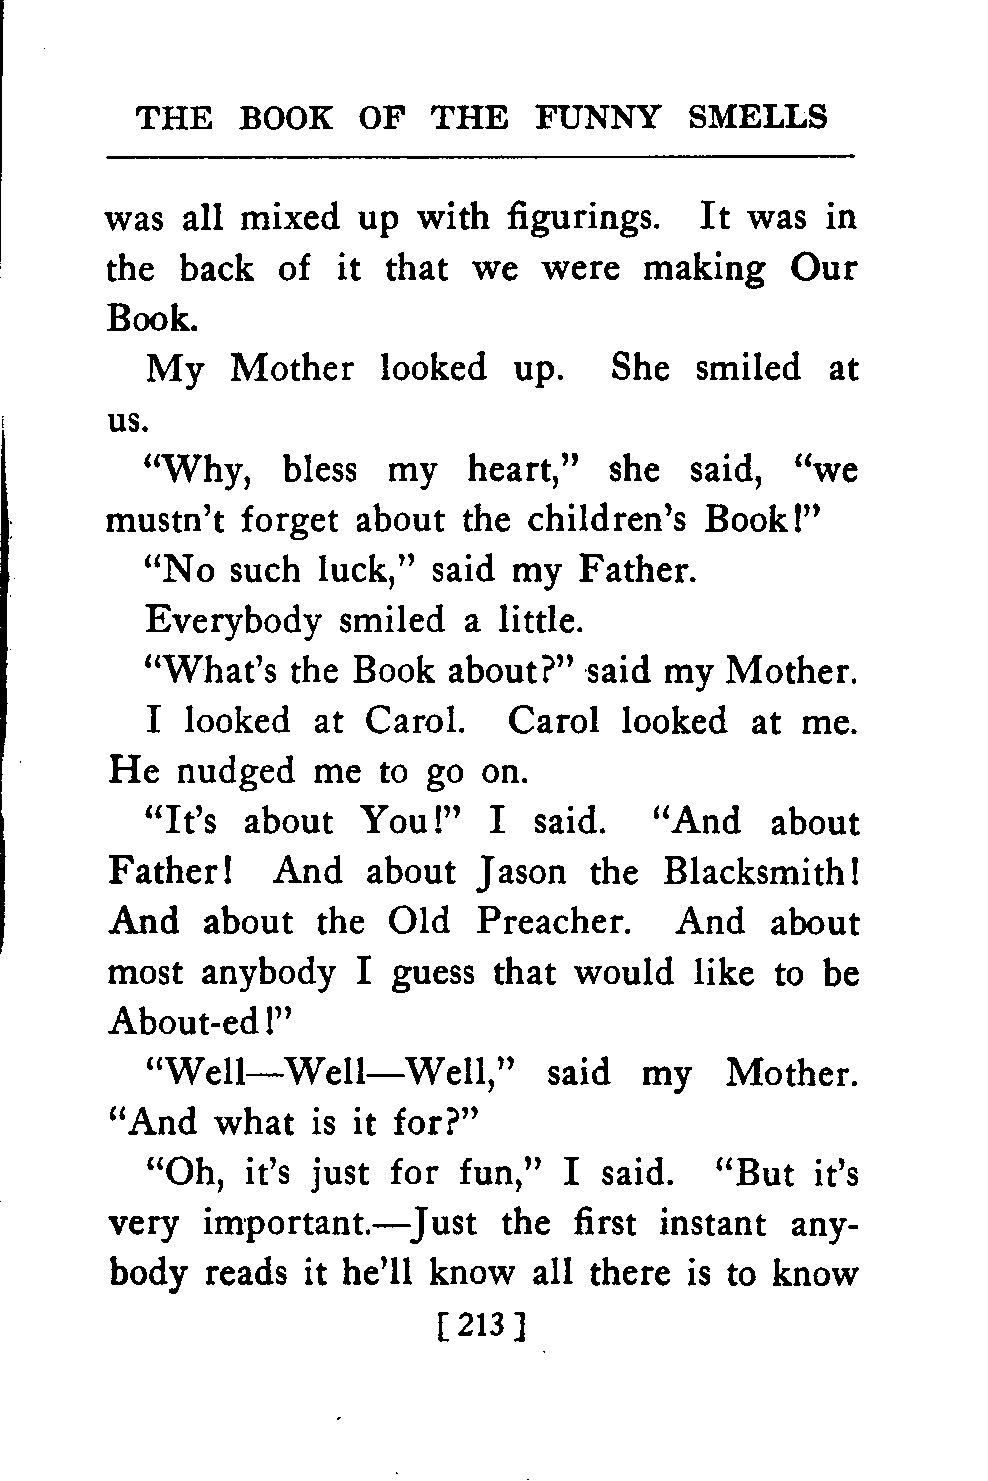 THE BOOK OF THE FUNNY SMELLS
was all mixed up with figurings. It was in
the back of it that we were making Our
Book.
My Mother looked up. She smiled at
us.
“Why, bless my heart,” she said, “we
mustn’t forget about the children’s Book!”
“No such luck,” said my Father.
Everybody smiled a little.
“What’s the Book about?” said my Mother.
I looked at Carol. Carol looked at me.
He nudged me to go on.
“It’s about You!” I said. “And about
Father! And about Jason the Blacksmith!
And about the Old Preacher. And about
most anybody I guess that would like to be
About-ed!”
“Well—Well—Well,” said my Mother.
“And what is it for?”
“Oh, it’s just for fun,” I said. “But it’s
very important.—Just the first instant any-
body reads it he’ll know all there is to know
[213]